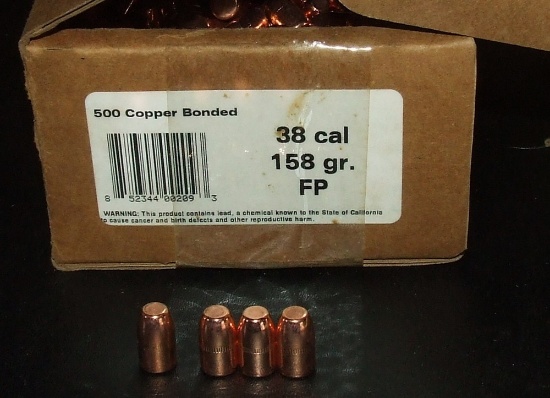 500 Copper Bonded
38 cal
158 gr.
FP
8 52344 00209 3
WARNING: This product contains lead, a chemical known to the State of California
to cause cancer and birth defects and other reproductive harm.